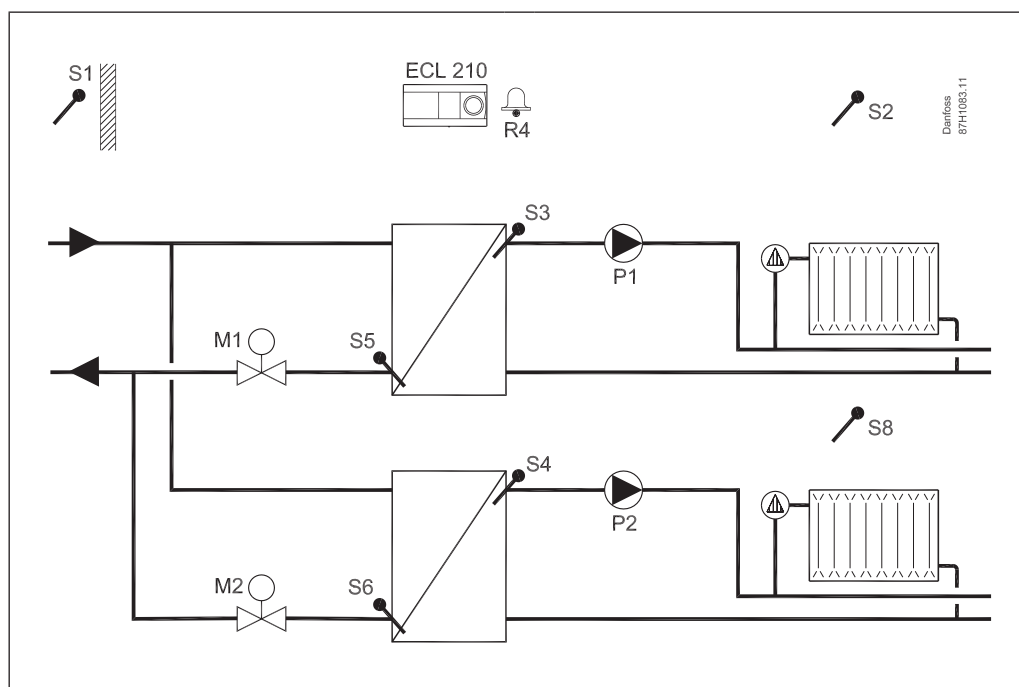 S1
ECL 210
R4
S2
Danfoss
87H1083.11
S3
P1
M1
S5
S8
S4
P2
M2
S6